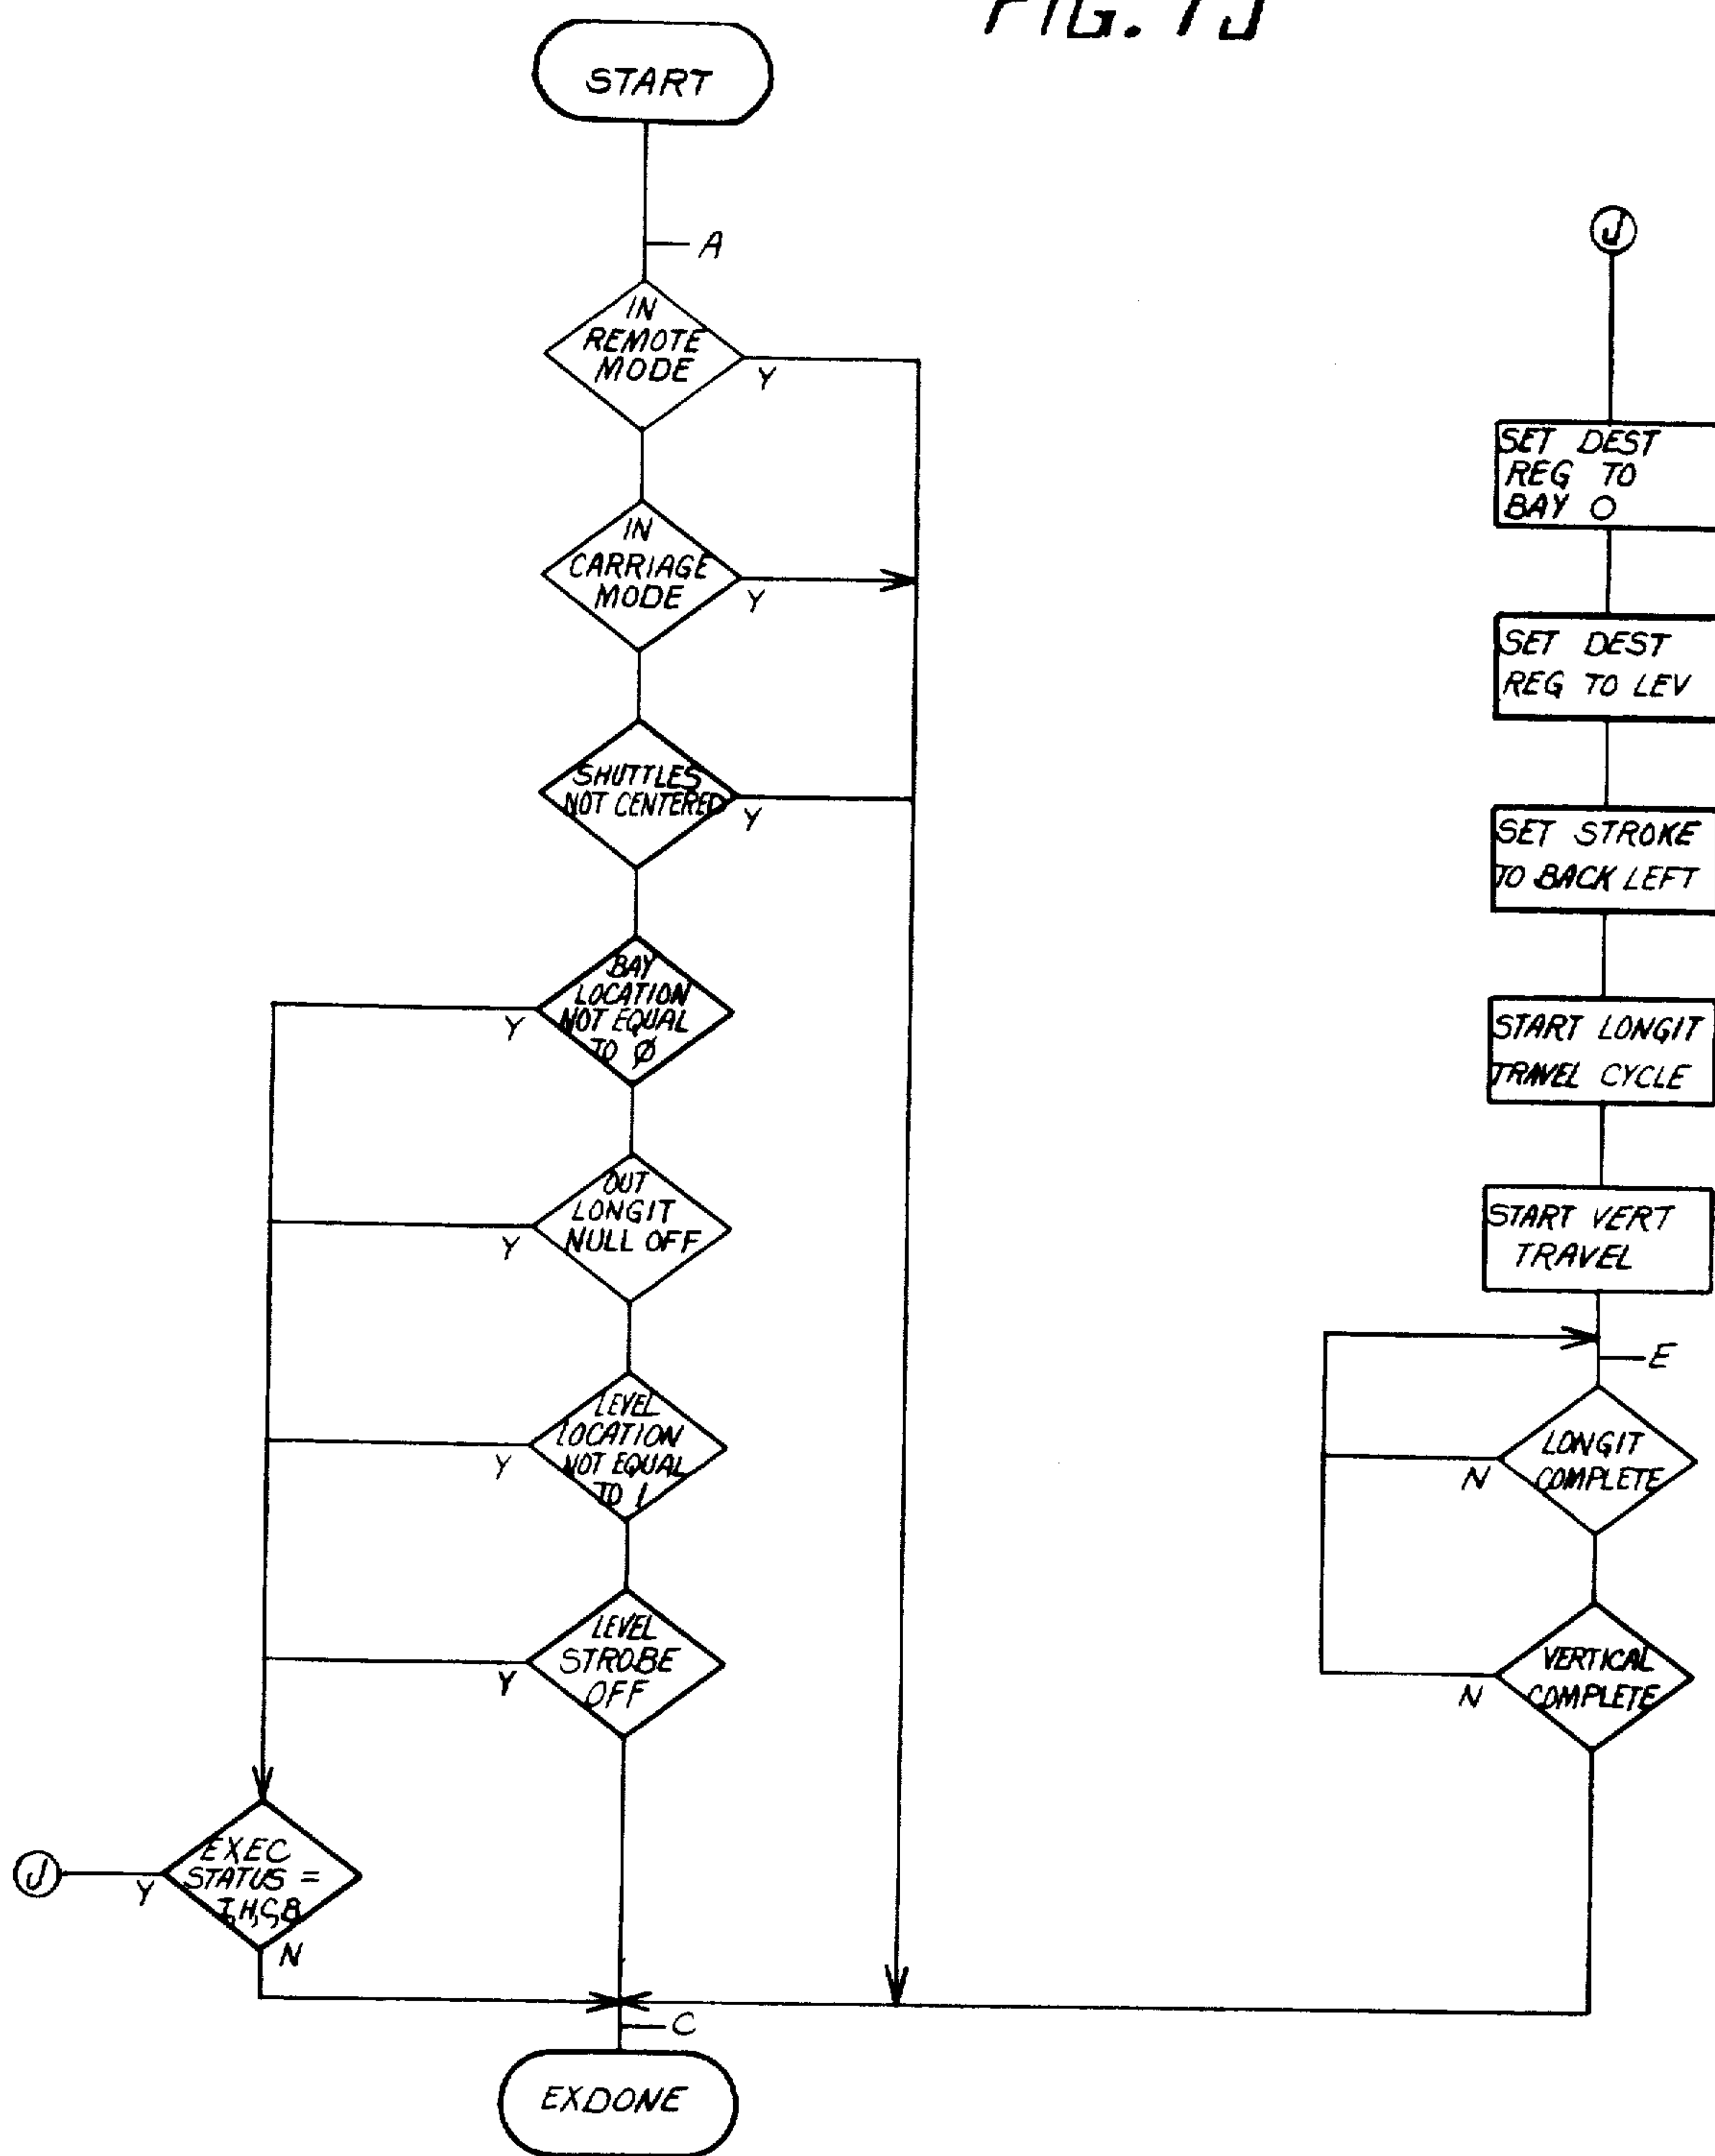 FIG. 7J
START
A
IN
REMOTE
MODE
Y
IN
CARRIAGE
MODE
Y
SHUTTLES
NOT CENTERED
Y
BAY
LOCATION
NOT EQUAL
TO Ø
Y
OUT
LONGIT
NULL OFF
Y
LEVEL
LOCATION
NOT EQUAL
TO 1
Y
LEVEL
STROBE
OFF
Y
EXEC
STATUS =
I,H,C,B
Y
N
J
C
EXDONE
J
SET DEST
REG TO
BAY O
SET DEST
REG TO LEV
SET STROKE
TO BACK LEFT
START LONGIT
TRAVEL CYCLE
START VERT
TRAVEL
E
LONGIT
COMPLETE
N
VERTICAL
COMPLETE
N